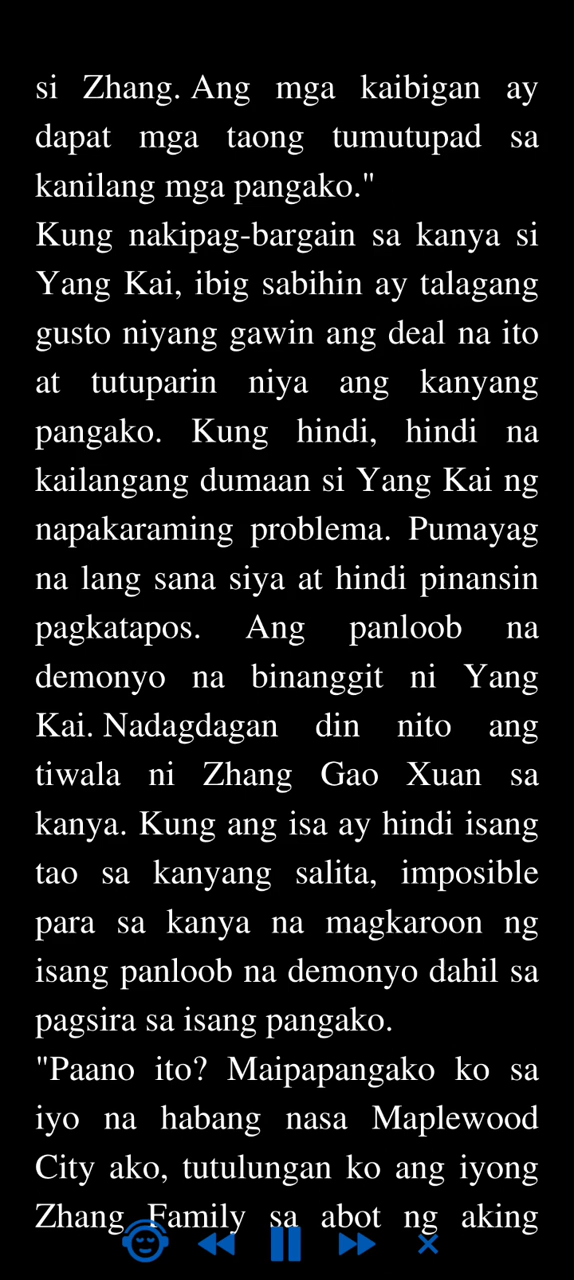 si Zhang. Ang mga kaibigan ay
dapat mga taong tumutupad sa
kanilang mga pangako."
Kung nakipag-bargain sa kanya si
Yang Kai, ibig sabihin ay talagang
gusto niyang gawin ang deal na ito
at tutuparin niya ang kanyang
pangako. Kung hindi, hindi na
kailangang dumaan si Yang Kai ng
napakaraming problema. Pumayag
na lang sana siya at hindi pinansin
pagkatapos. Ang panloob na
demonyo na binanggit ni Yang
Kai. Nadagdagan din nito ang
tiwala ni Zhang Gao Xuan sa
kanya. Kung ang isa ay hindi isang
tao sa kanyang salita, imposible
para sa kanya na magkaroon ng
isang panloob na demonyo dahil sa
pagsira sa isang pangako.
"Paano ito? Maipapangako ko sa
iyo na habang nasa Maplewood
City ako, tutulungan ko ang iyong
Zhang Family sa abot ng aking